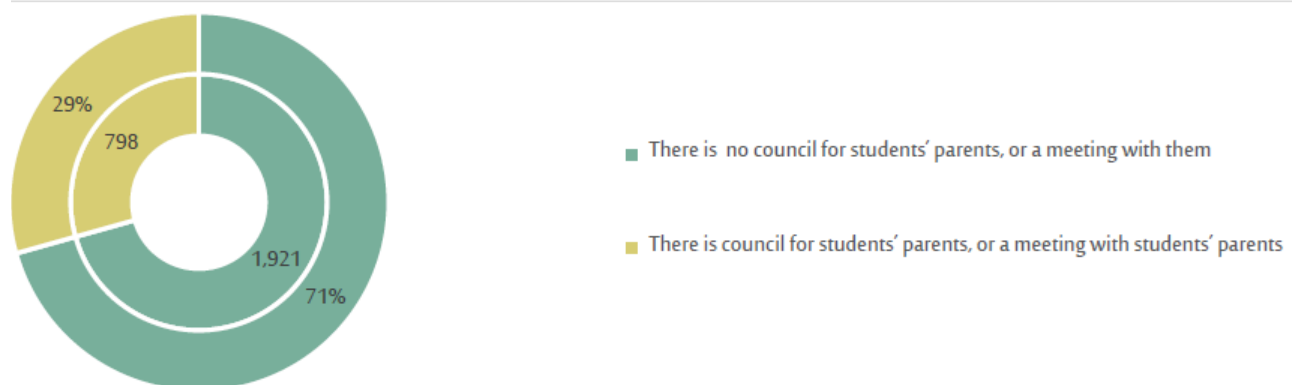 29%
798
There is no council for students’ parents, or a meeting with them
There is council for students’ parents, or a meeting with students’ parents
1,921
71%